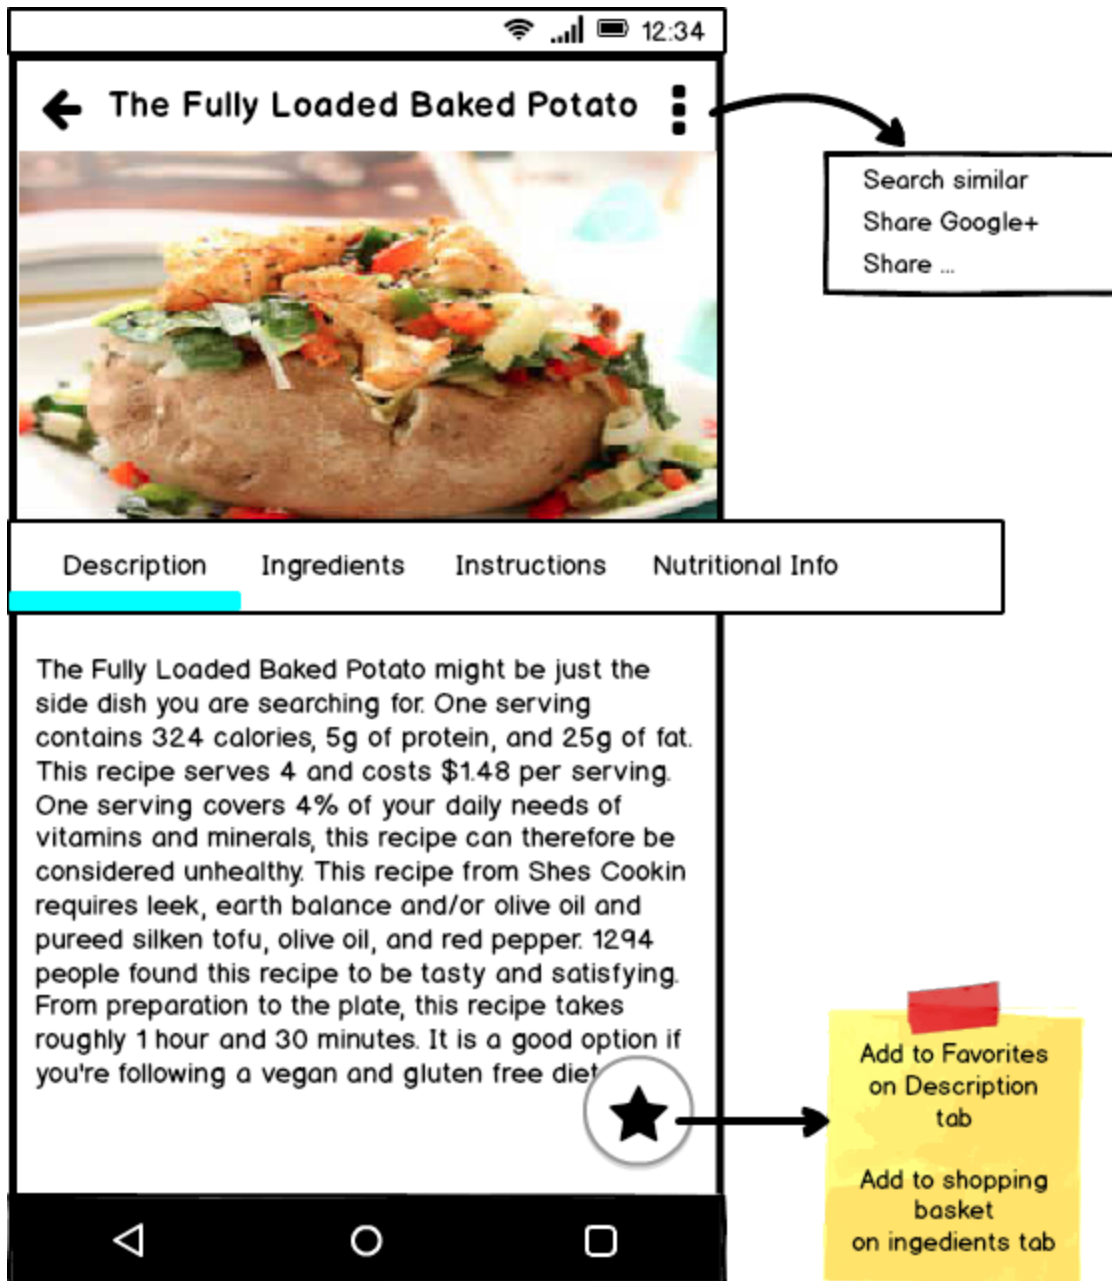 12:34
The Fully Loaded Baked Potato
Search similar
Share Google+
Share ...
Description Ingredients Instructions Nutritional Info
The Fully Loaded Baked Potato might be just the
side dish you are searching for. One serving
contains 324 calories, 5g of protein, and 25g of fat.
This recipe serves 4 and costs $1.48 per serving.
One serving covers 4% of your daily needs of
vitamins and minerals, this recipe can therefore be
considered unhealthy. This recipe from Shes Cookin
requires leek, earth balance and/or olive oil and
pureed silken tofu, olive oil, and red pepper. 1294
people found this recipe to be tasty and satisfying.
From preparation to the plate, this recipe takes
roughly 1 hour and 30 minutes. It is a good option if
you're following a vegan and gluten free diet
Add to Favorites
on Description
tab
Add to shopping
basket
on ingedients tab